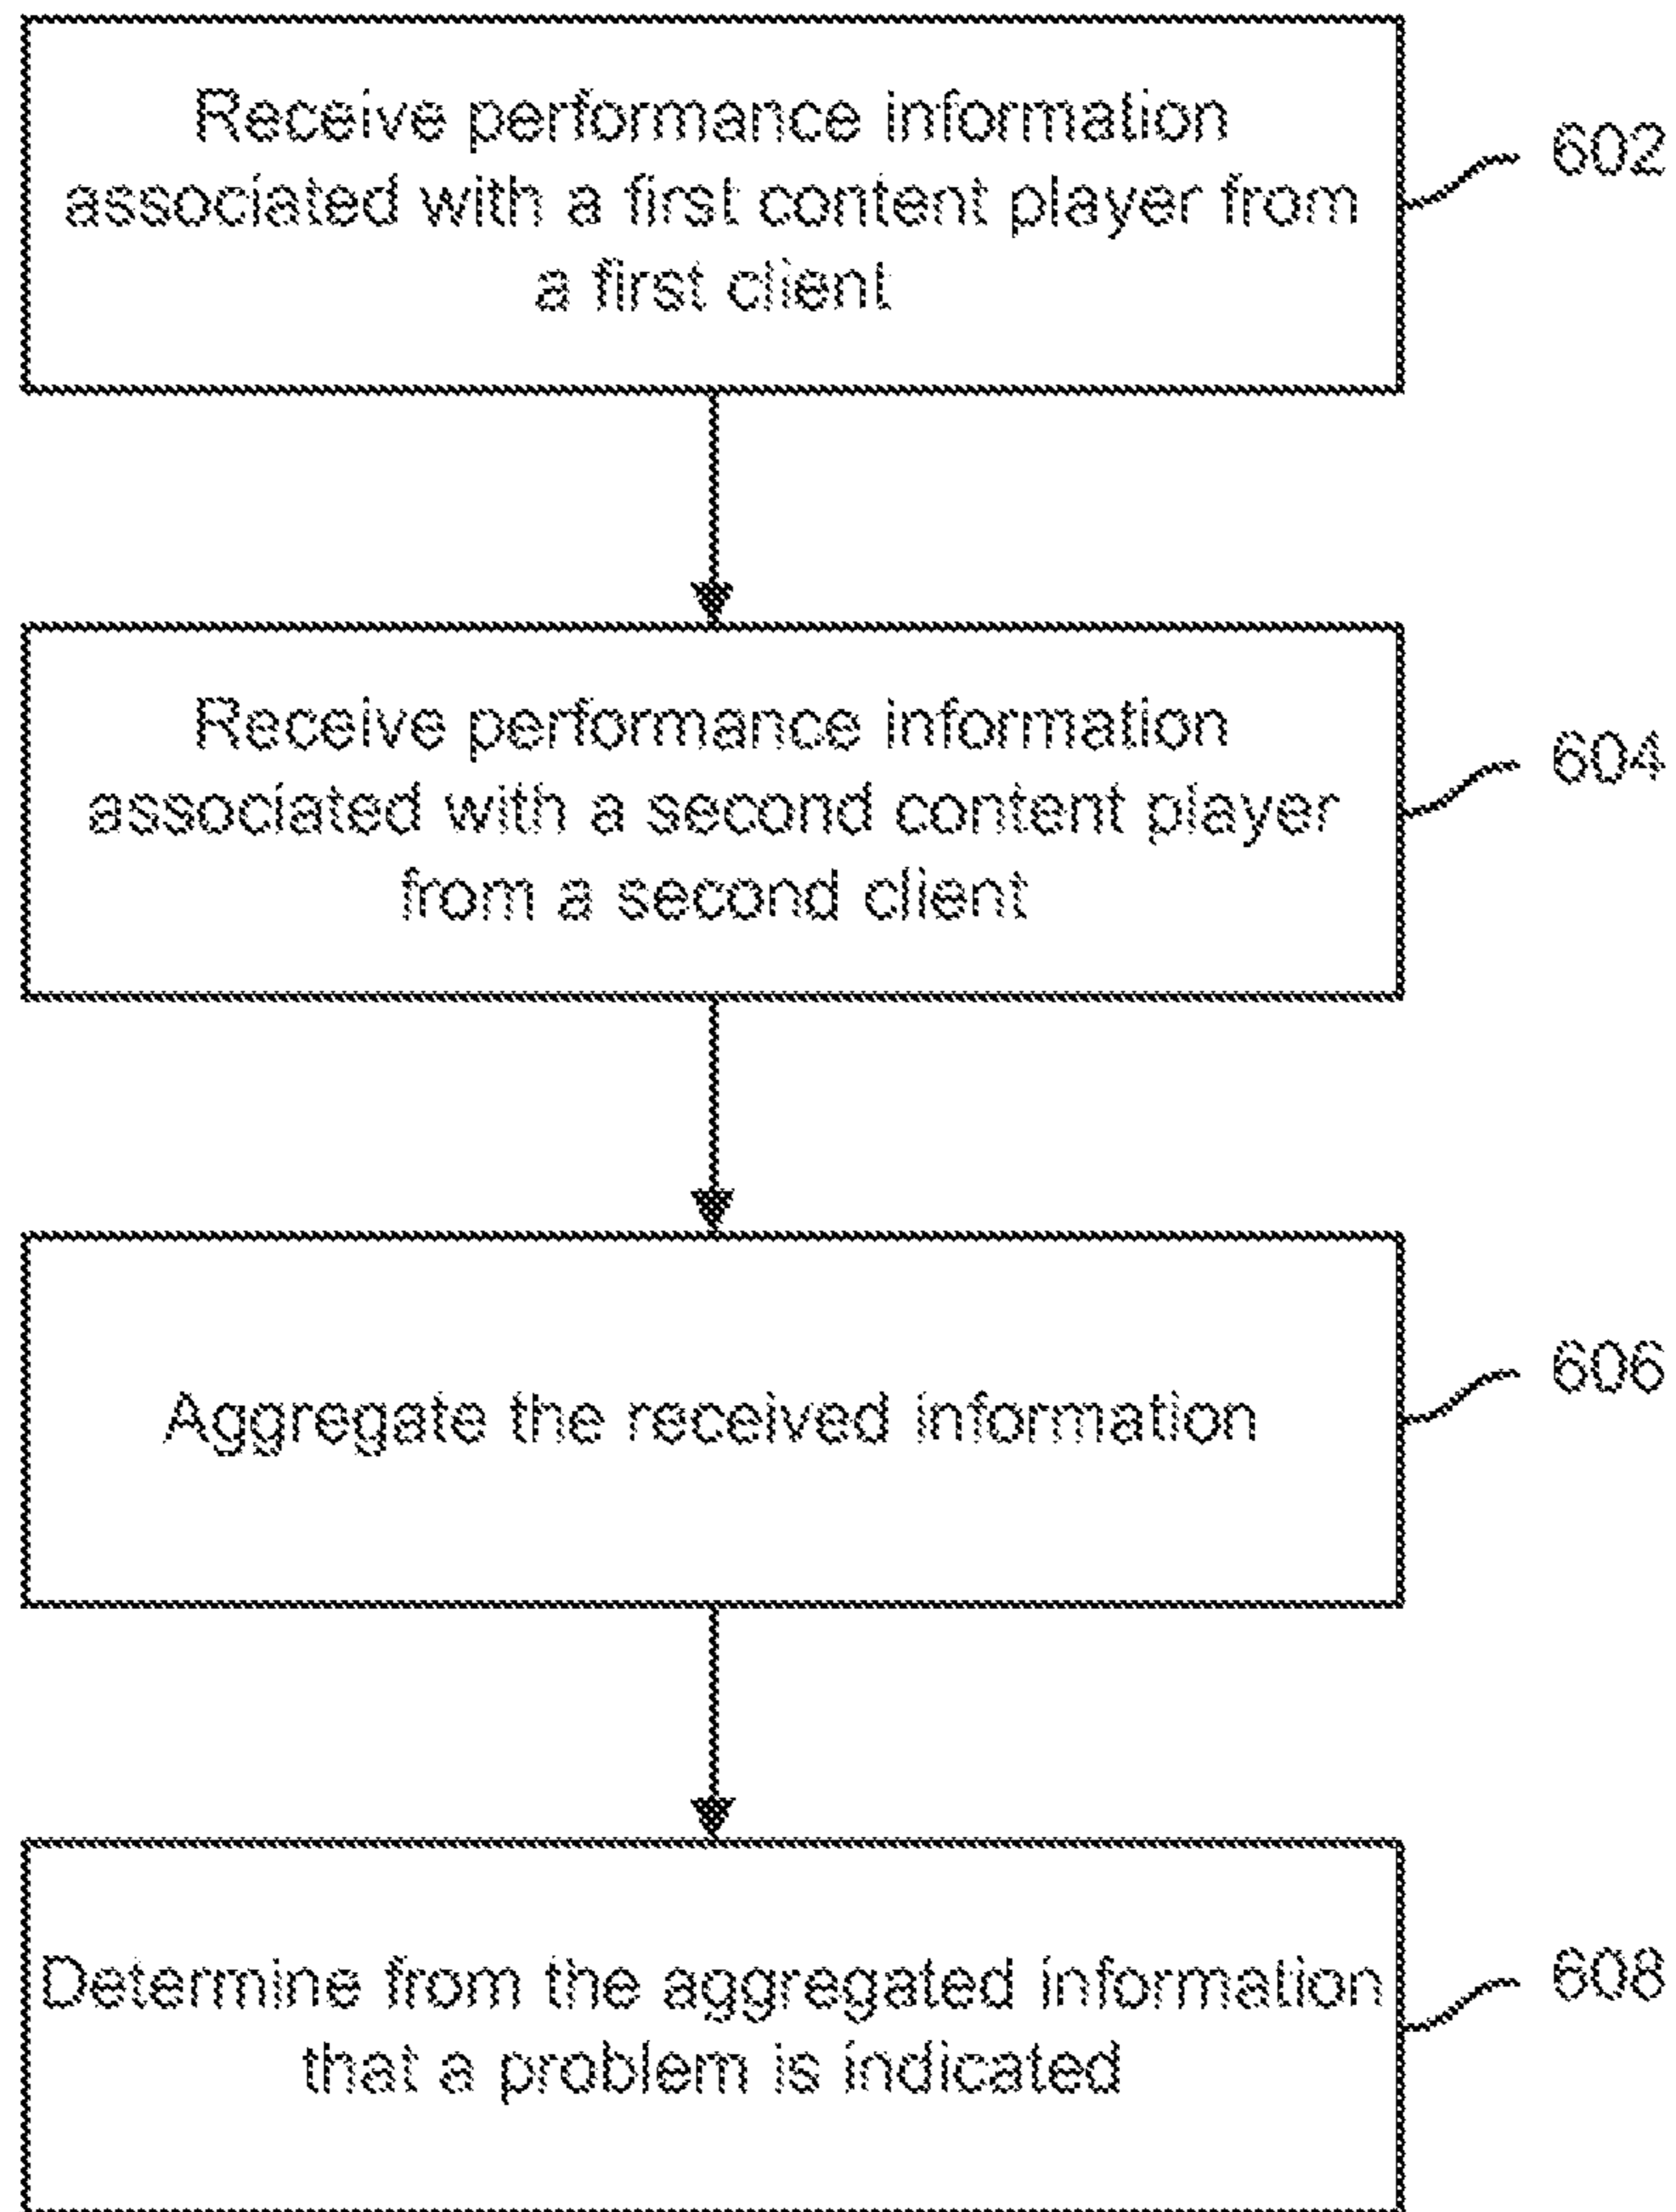 Receive performance information
associated with a first content player from
a first client
602
Receive performance information
associated with a second content player
from a second client
604
Aggregate the received information
606
Determine from the aggregated information
that a problem is indicated
608